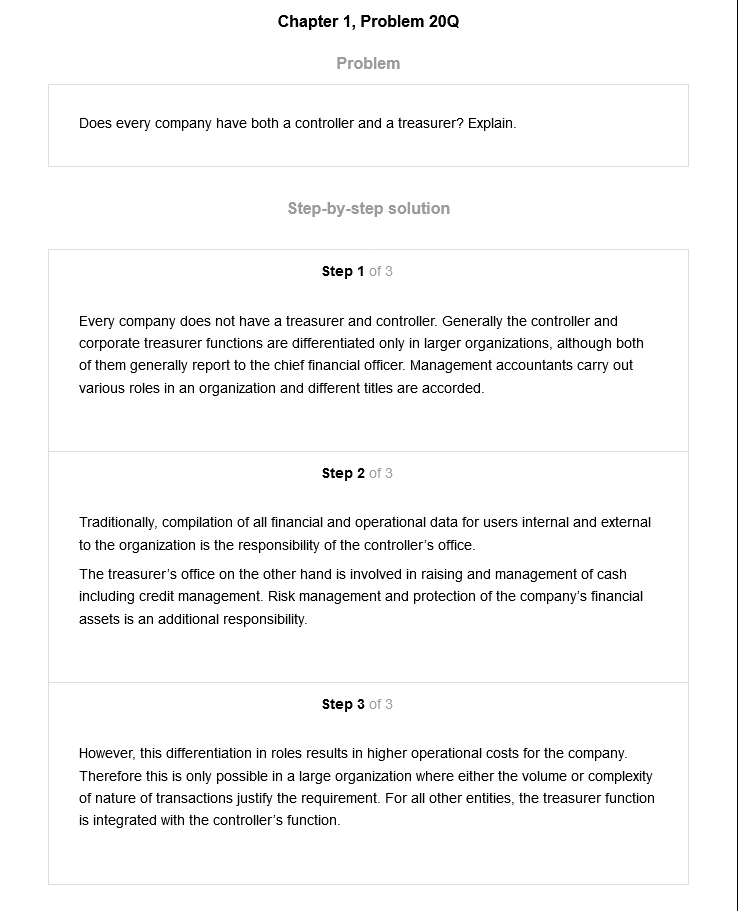 Chapter 1, Problem 20Q
Problem
Does every company have both a controller and a treasurer? Explain.
Step-by-step solution
Step 1 of 3
Every company does not have a treasurer and controller. Generally the controller and
corporate treasurer functions are differentiated only in larger organizations, although both
of them generally report to the chief financial officer. Management accountants carry out
various roles in an organization and different titles are accorded.
Step 2 of 3
Traditionally, compilation of all financial and operational data for users internal and external
to the organization is the responsibility of the controller’s office.
The treasurer’s office on the other hand is involved in raising and management of cash
including credit management. Risk management and protection of the company’s financial
assets is an additional responsibility.
Step 3 of 3
However, this differentiation in roles results in higher operational costs for the company.
Therefore this is only possible in a large organization where either the volume or complexity
of nature of transactions justify the requirement. For all other entities, the treasurer function
is integrated with the controller’s function.